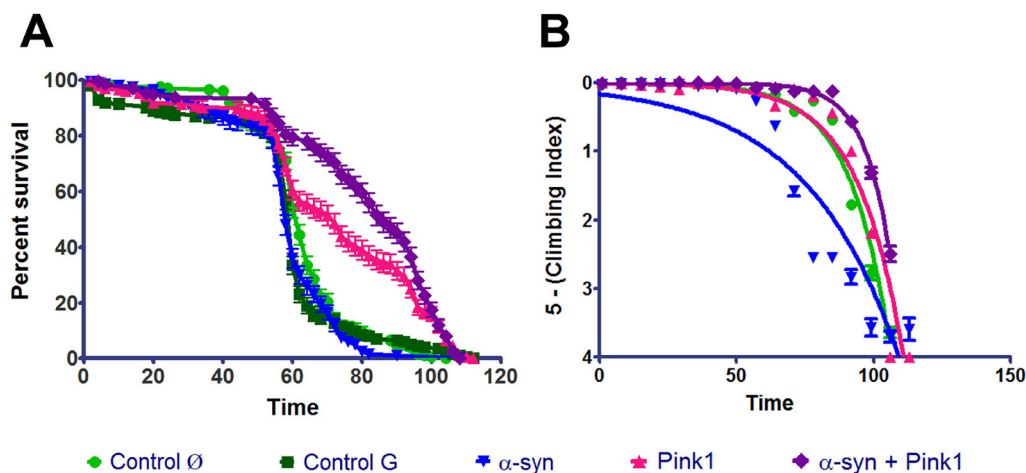 A
B
Percent survival
100
80
60
40
20
0
0 20 40 60 80 100 120
Time
5 - (Climbing Index)
0
1
2
3
4
0 50 100 150
Time
Control Ø Control G α-syn Pink1 α-syn + Pink1